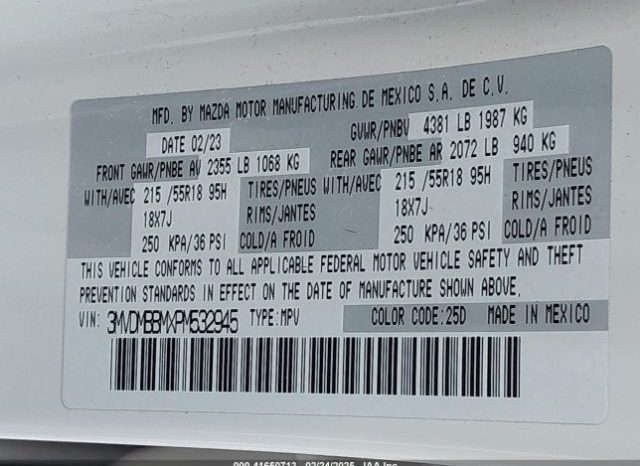 MFD. BY MAZDA MOTOR MANUFACTURING DE MEXICO S.A. DE C.V.
DATE 02/23 GVWR/PNBV 4381 LB 1987 KG
FRONT GAWR/PNBE AV 2355 LB 1068 KG REAR GAWR/PNBE AR 2072 LB 940 KG
WITH/AVEC 215 /55R18 95H TIRES/PNEUS WITH/AVEC 215 /55R18 95H TIRES/PNEUS
18X7J RIMS/JANTES 18X7J RIMS/JANTES
250 KPA/36 PSI COLD/A FROID 250 KPA/36 PSI COLD/A FROID
THIS VEHICLE CONFORMS TO ALL APPLICABLE FEDERAL MOTOR VEHICLE SAFETY AND THEFT
PREVENTION STANDARDS IN EFFECT ON THE DATE OF MANUFACTURE SHOWN ABOVE.
VIN: 3MVDMBBMXPM532945 TYPE:MPV COLOR CODE:25D MADE IN MEXICO
02/24/2025 IAA Inc.